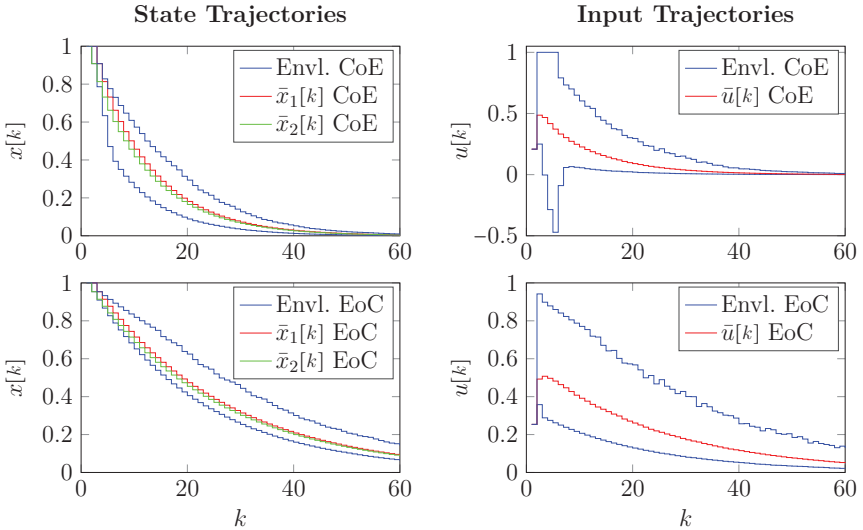 State Trajectories
Input Trajectories
1
0.8
0.6
0.4
0.2
0
x[k]
0
20
40
60
Envl. CoE
x̄₁[k] CoE
x̄₂[k] CoE
1
0.5
0
−0.5
u[k]
0
20
40
60
Envl. CoE
ū[k] CoE
1
0.8
0.6
0.4
0.2
0
x[k]
0
20
40
60
k
Envl. EoC
x̄₁[k] EoC
x̄₂[k] EoC
1
0.8
0.6
0.4
0.2
0
u[k]
0
20
40
60
k
Envl. EoC
ū[k] EoC